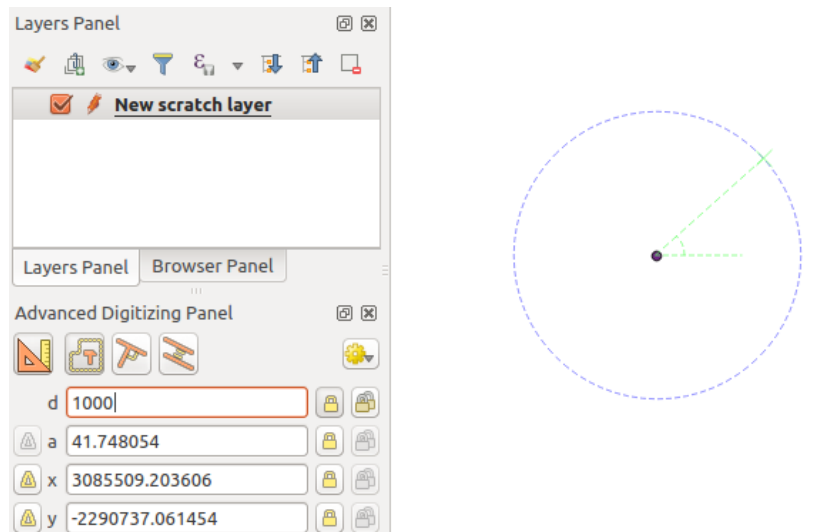 Layers Panel
New scratch layer
Layers Panel
Browser Panel
Advanced Digitizing Panel
d 1000
a 41.748054
x 3085509.203606
y -2290737.061454